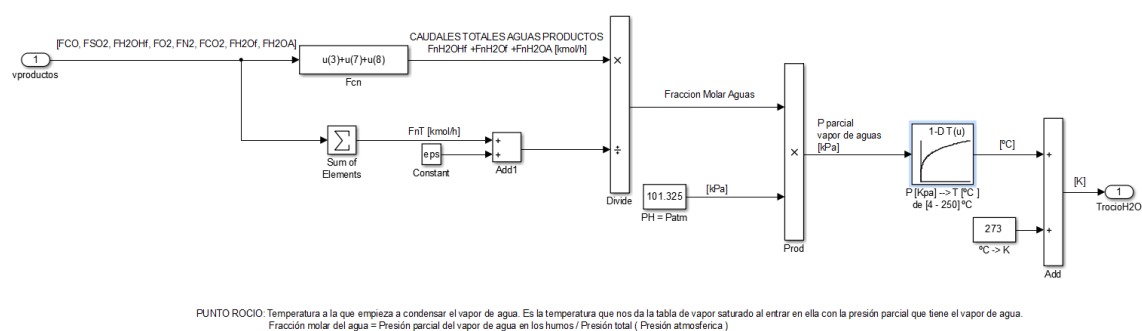 [FCO, FSO2, FH2OHf, FO2, FN2, FCO2, FH2Of, FH2OA]
1
vproductos
u(3)+u(7)+u(8)
Fcn
CAUDALES TOTALES AGUAS PRODUCTOS
FnH2OHf +FnH2Of +FnH2OA [kmol/h]
×
÷
Divide
Sum of
Elements
∑
FnT [kmol/h]
eps
Constant
+
+
Add1
Fraccion Molar Aguas
101.325
PH = Patm
[kPa]
×
Prod
P parcial
vapor de aguas
[kPa]
1-D T(u)
P [Kpa] --> T [ºC ]
de [4 - 250] ºC
[ºC]
273
ºC -> K
+
+
Add
[K]
1
TrocioH2O
PUNTO ROCIO: Temperatura a la que empieza a condensar el vapor de agua. Es la temperatura que nos da la tabla de vapor saturado al entrar en ella con la presión parcial que tiene el vapor de agua.
Fracción molar del agua = Presión parcial del vapor de agua en los humos / Presión total ( Presión atmosferica )